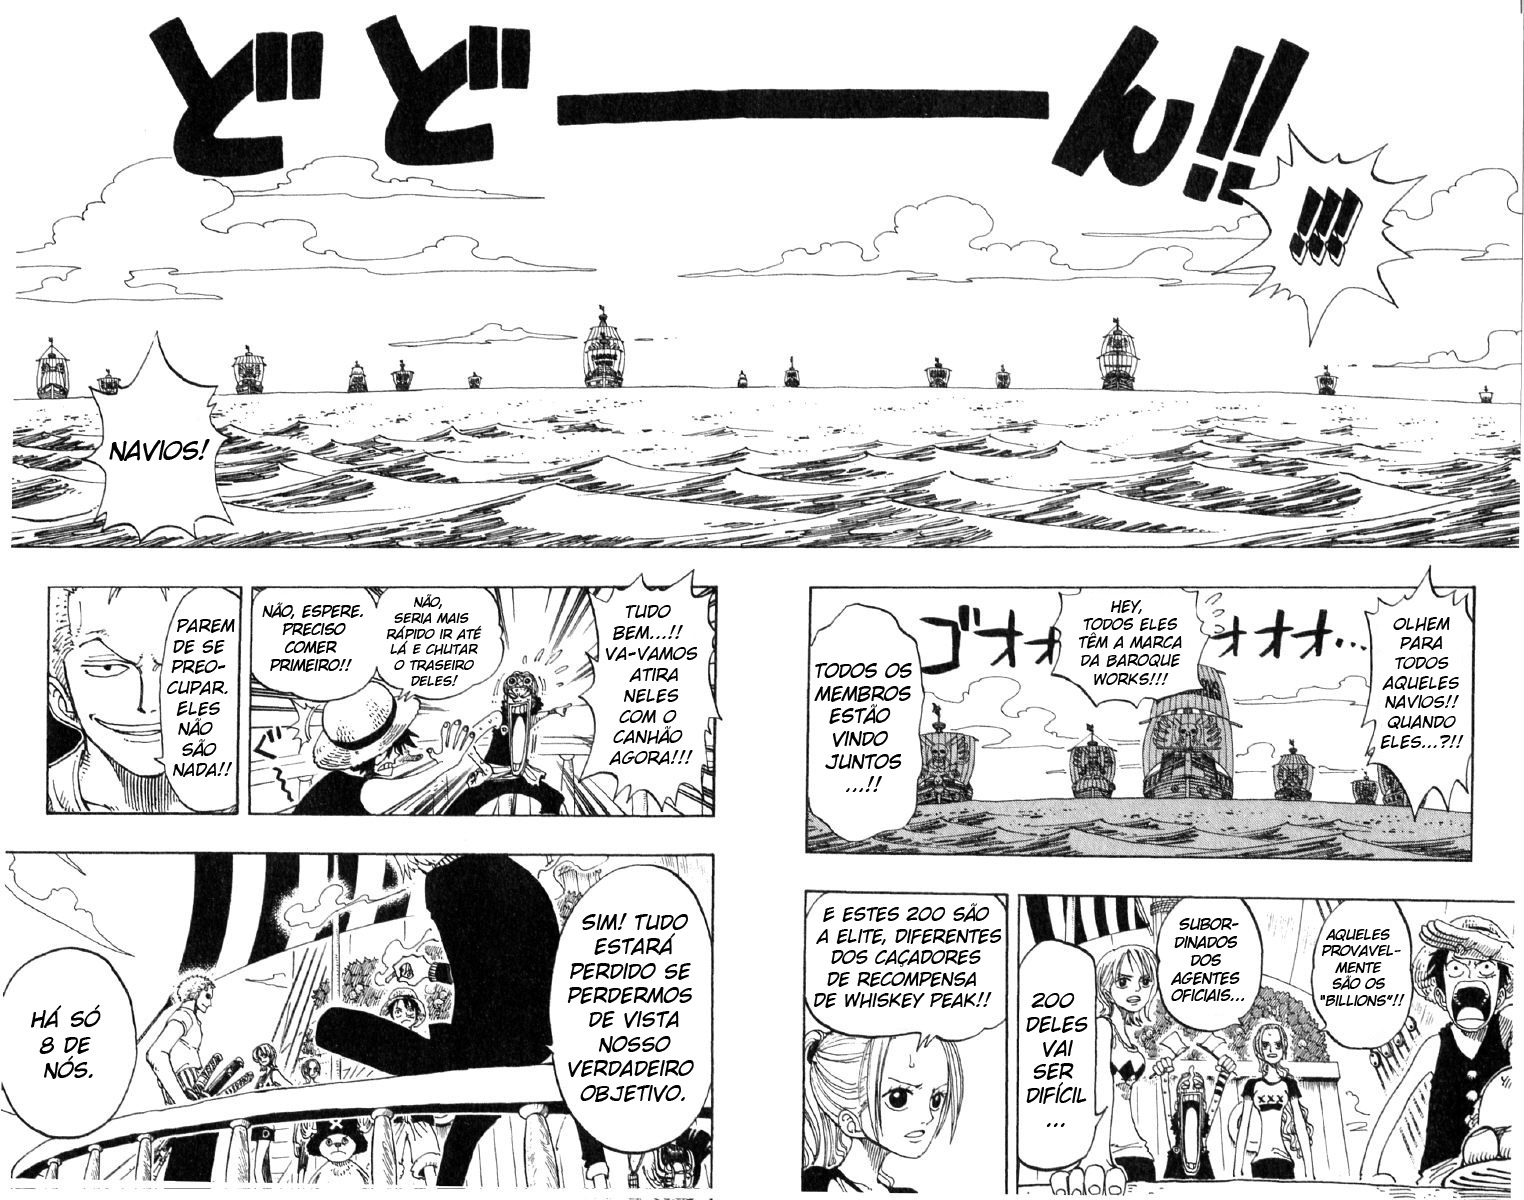 どどーん!!
!!!!
NAVIOS!
OLHEM
PARA
TODOS
AQUELES
NAVIOS!!
QUANDO
ELES...?!!
HEY,
TODOS ELES
TÊM A MARCA
DA BAROQUE
WORKS!!!
ゴオオ
オオオ...
TODOS OS
MEMBROS
ESTÃO
VINDO
JUNTOS
...!!
AQUELES
PROVAVEL-
MENTE
SÃO OS
"BILLIONS"!!
SUBOR-
DINADOS
DOS
AGENTES
OFICIAIS...
200
DELES
VAI
SER
DIFÍCIL
...
E ESTES 200 SÃO
A ELITE, DIFERENTES
DOS CAÇADORES
DE RECOMPENSA
DE WHISKEY PEAK!!
TUDO
BEM...!!
VA-VAMOS
ATIRA
NELES
COM O
CANHÃO
AGORA!!!
NÃO,
SERIA MAIS
RÁPIDO IR ATÉ
LÁ E CHUTAR
O TRASEIRO
DELES!
NÃO, ESPERE.
PRECISO
COMER
PRIMEIRO!!
PAREM
DE SE
PREO-
CUPAR.
ELES
NÃO
SÃO
NADA!!
SIM! TUDO
ESTARÁ
PERDIDO SE
PERDERMOS
DE VISTA
NOSSO
VERDADEIRO
OBJETIVO.
HÁ SÓ
8 DE
NÓS.